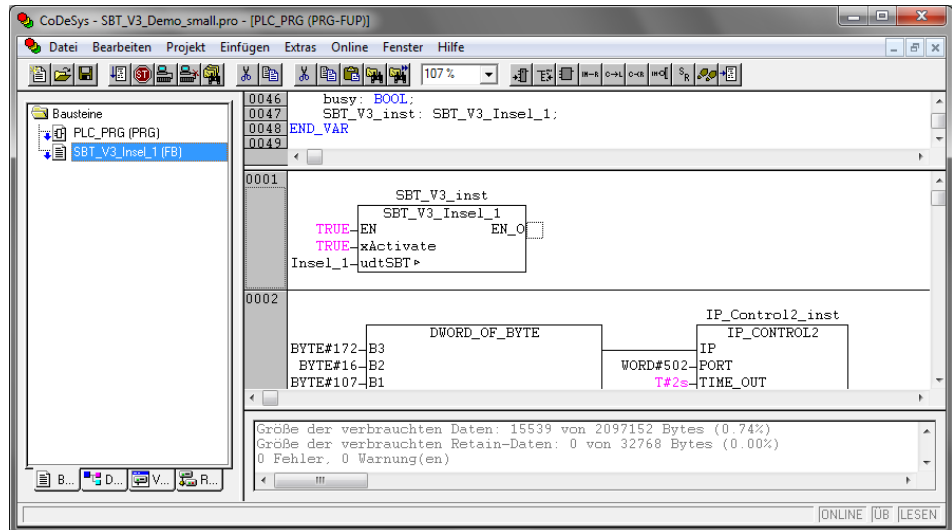 CoDeSys - SBT_V3_Demo_small.pro - [PLC_PRG (PRG-FUP)]
Datei Bearbeiten Projekt Einfügen Extras Online Fenster Hilfe
107 %
Bausteine
PLC_PRG (PRG)
SBT_V3_Insel_1 (FB)
0046 busy: BOOL;
0047 SBT_V3_inst: SBT_V3_Insel_1;
0048 END_VAR
0049
0001
SBT_V3_inst
SBT_V3_Insel_1
TRUE EN EN_O
TRUE xActivate
Insel_1 udtSBT
0002
IP_Control2_inst
DWORD_OF_BYTE IP_CONTROL2
BYTE#172 B3 IP
BYTE#16 B2 WORD#502 PORT
BYTE#107 B1 T#2s TIME_OUT
Größe der verbrauchten Daten: 15539 von 2097152 Bytes (0.74%)
Größe der verbrauchten Retain-Daten: 0 von 32768 Bytes (0.00%)
0 Fehler, 0 Warnung(en)
B... D... V... R...
ONLINE ÜB LESEN